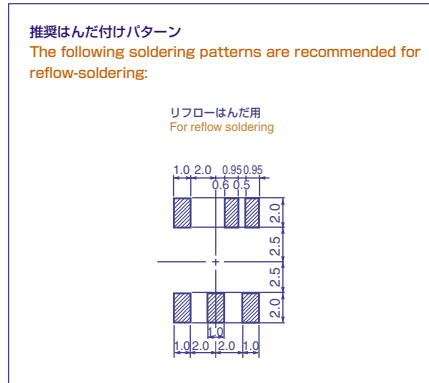 推奨はんだ付けパターン
The following soldering patterns are recommended for
reflow-soldering:
リフローはんだ用
For reflow soldering
1.0 2.0 0.95 0.95
0.6 0.5
2.0
2.5
2.5
2.0
1.0
1.0 2.0 2.0 1.0